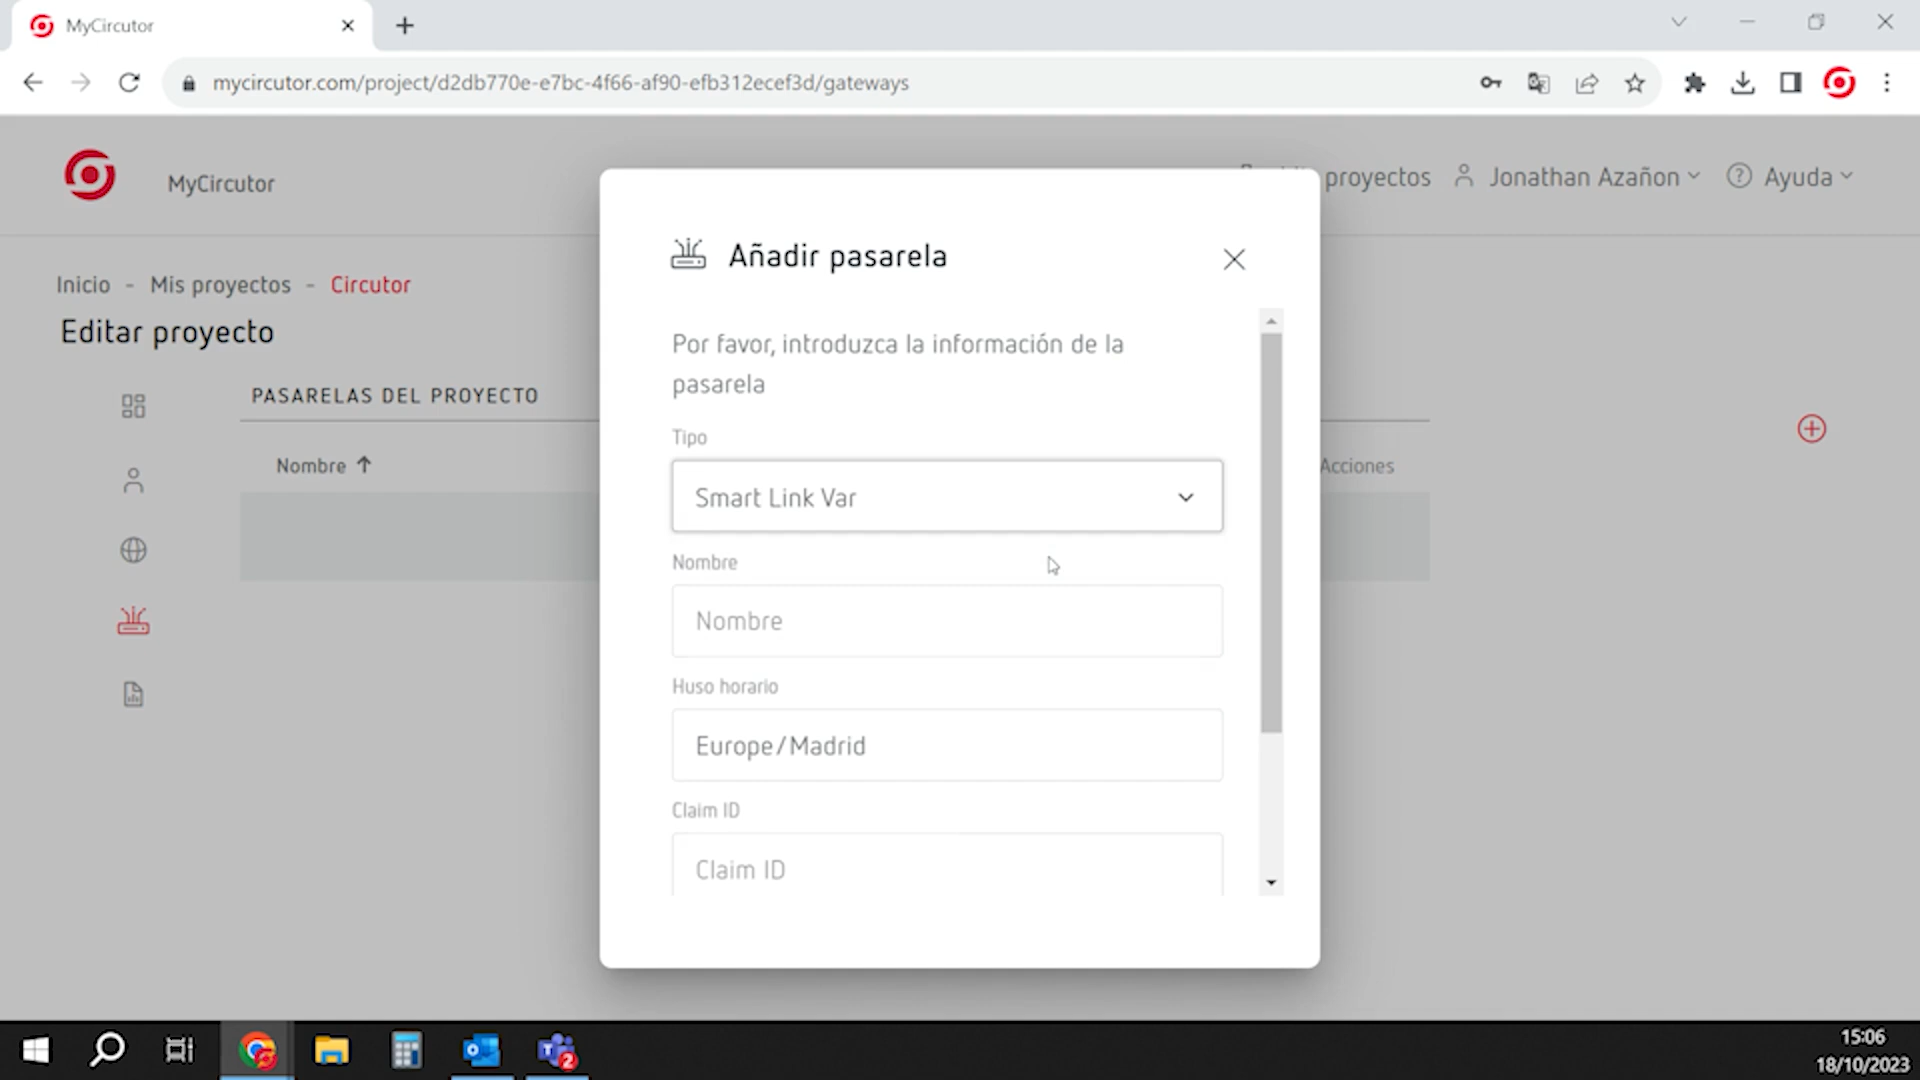 MyCircutor
mycircutor.com/project/d2db770e-e7bc-4f66-af90-efb312ecef3d/gateways
MyCircutor
proyectos
Jonathan Azañon
Ayuda
Inicio - Mis proyectos - Circutor
Editar proyecto
PASARELAS DEL PROYECTO
Nombre
Acciones
Añadir pasarela
Por favor, introduzca la información de la
pasarela
Tipo
Smart Link Var
Nombre
Nombre
Huso horario
Europe/Madrid
Claim ID
Claim ID
2
15:06
18/10/2023